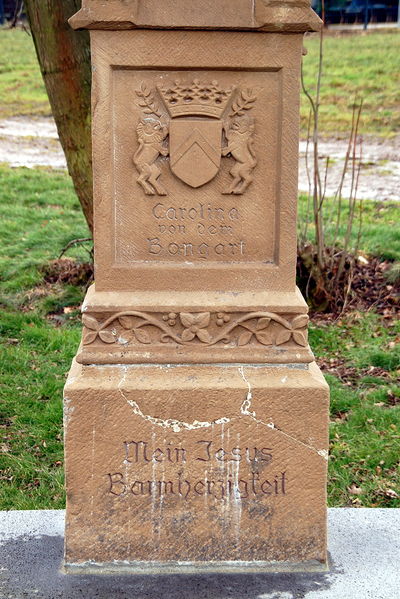 Carolina
von dem
Bongart
Mein Jesus
Barmherzigkeit